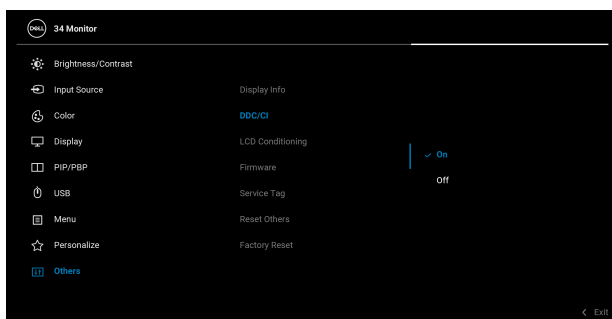 DELL 34 Monitor
Brightness/Contrast
Input Source
Color
Display
PIP/PBP
USB
Menu
Personalize
Others
Display Info
DDC/CI
LCD Conditioning
Firmware
Service Tag
Reset Others
Factory Reset
On
Off
Exit